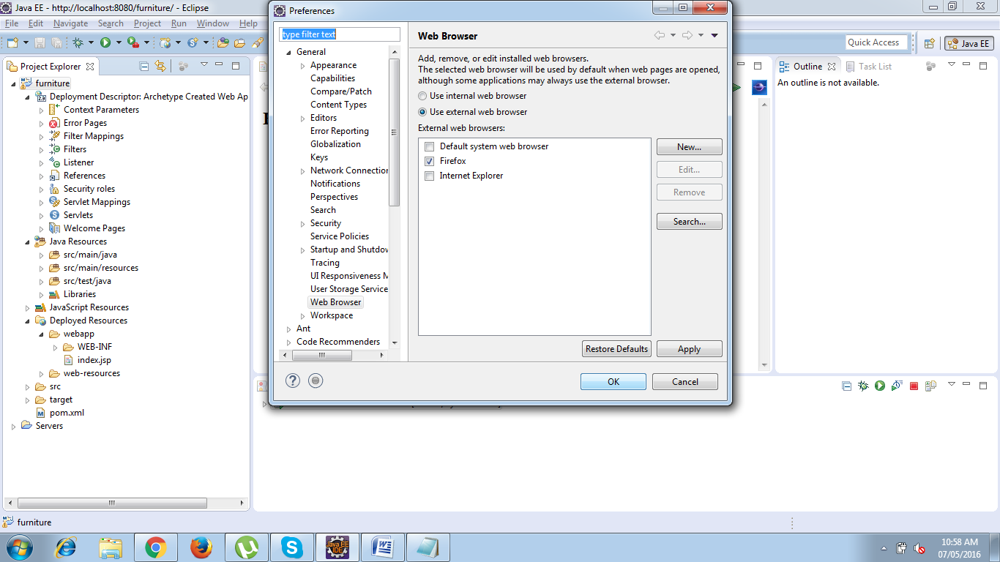 Java EE - http://localhost:8080/furniture/ - Eclipse
File Edit Navigate Search Project Run Window Help
Quick Access
Java EE
Project Explorer
furniture
Deployment Descriptor: Archetype Created Web Ap
Context Parameters
Error Pages
Filter Mappings
Filters
Listener
References
Security roles
Servlet Mappings
Servlets
Welcome Pages
Java Resources
src/main/java
src/main/resources
src/test/java
Libraries
JavaScript Resources
Deployed Resources
webapp
WEB-INF
index.jsp
web-resources
src
target
pom.xml
Servers
Preferences
type filter text
General
Appearance
Capabilities
Compare/Patch
Content Types
Editors
Error Reporting
Globalization
Keys
Network Connection
Notifications
Perspectives
Search
Security
Service Policies
Startup and Shutdow
Tracing
UI Responsiveness M
User Storage Service
Web Browser
Workspace
Ant
Code Recommenders
Web Browser
Add, remove, or edit installed web browsers.
The selected web browser will be used by default when web pages are opened,
although some applications may always use the external browser.
Use internal web browser
Use external web browser
External web browsers:
Default system web browser
Firefox
Internet Explorer
New...
Edit...
Remove
Search...
Restore Defaults
Apply
OK
Cancel
Outline
Task List
An outline is not available.
furniture
Java EE
IDE
10:58 AM
07/05/2016